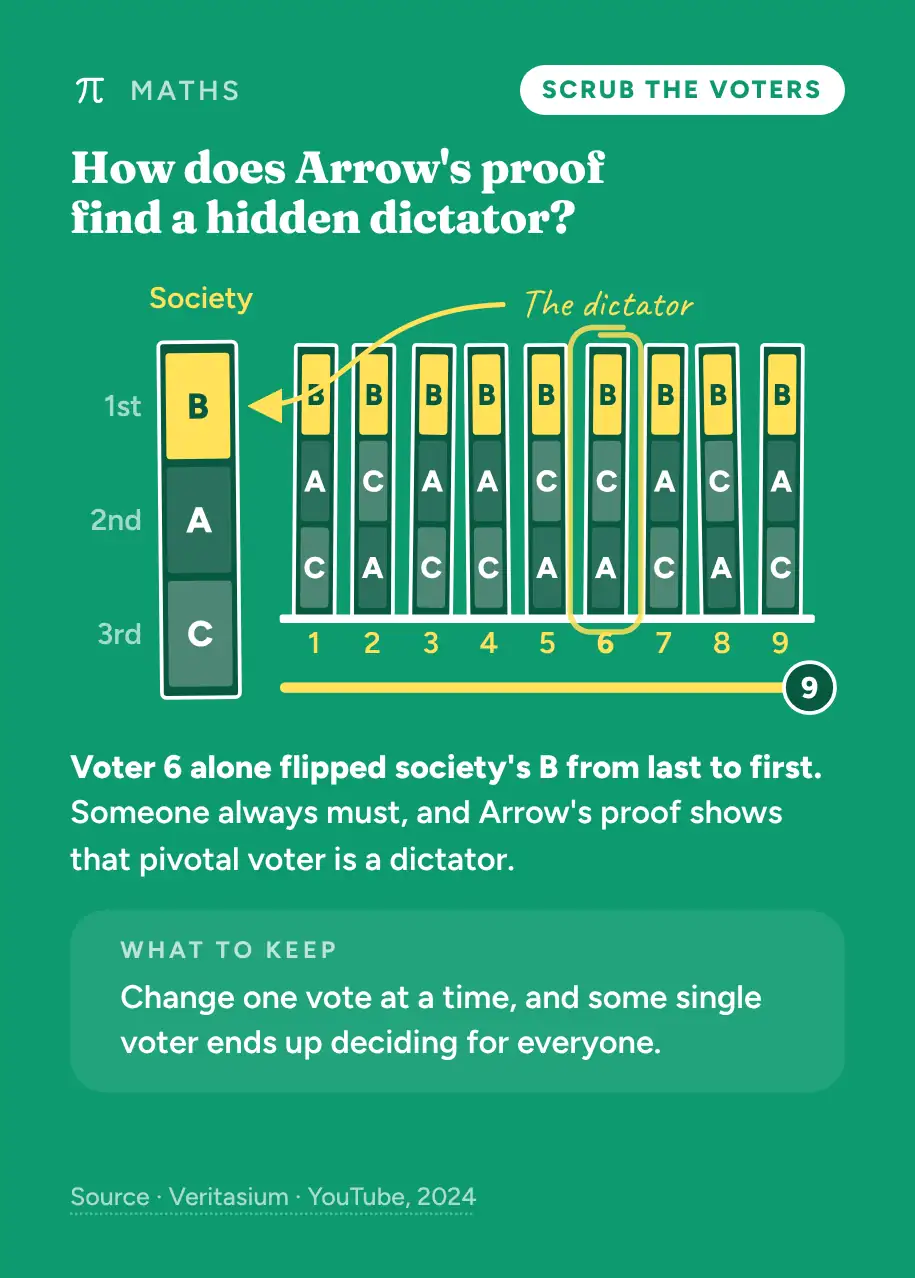 π MATHS
SCRUB THE VOTERS
How does Arrow's proof
find a hidden dictator?
Society
The dictator
1st B
2nd A
3rd C
B B B B B B B B B
A C A A C C A C A
C A C C A A C A C
1 2 3 4 5 6 7 8 9
9
Voter 6 alone flipped society's B from last to first.
Someone always must, and Arrow's proof shows
that pivotal voter is a dictator.
WHAT TO KEEP
Change one vote at a time, and some single
voter ends up deciding for everyone.
Source · Veritasium · YouTube, 2024